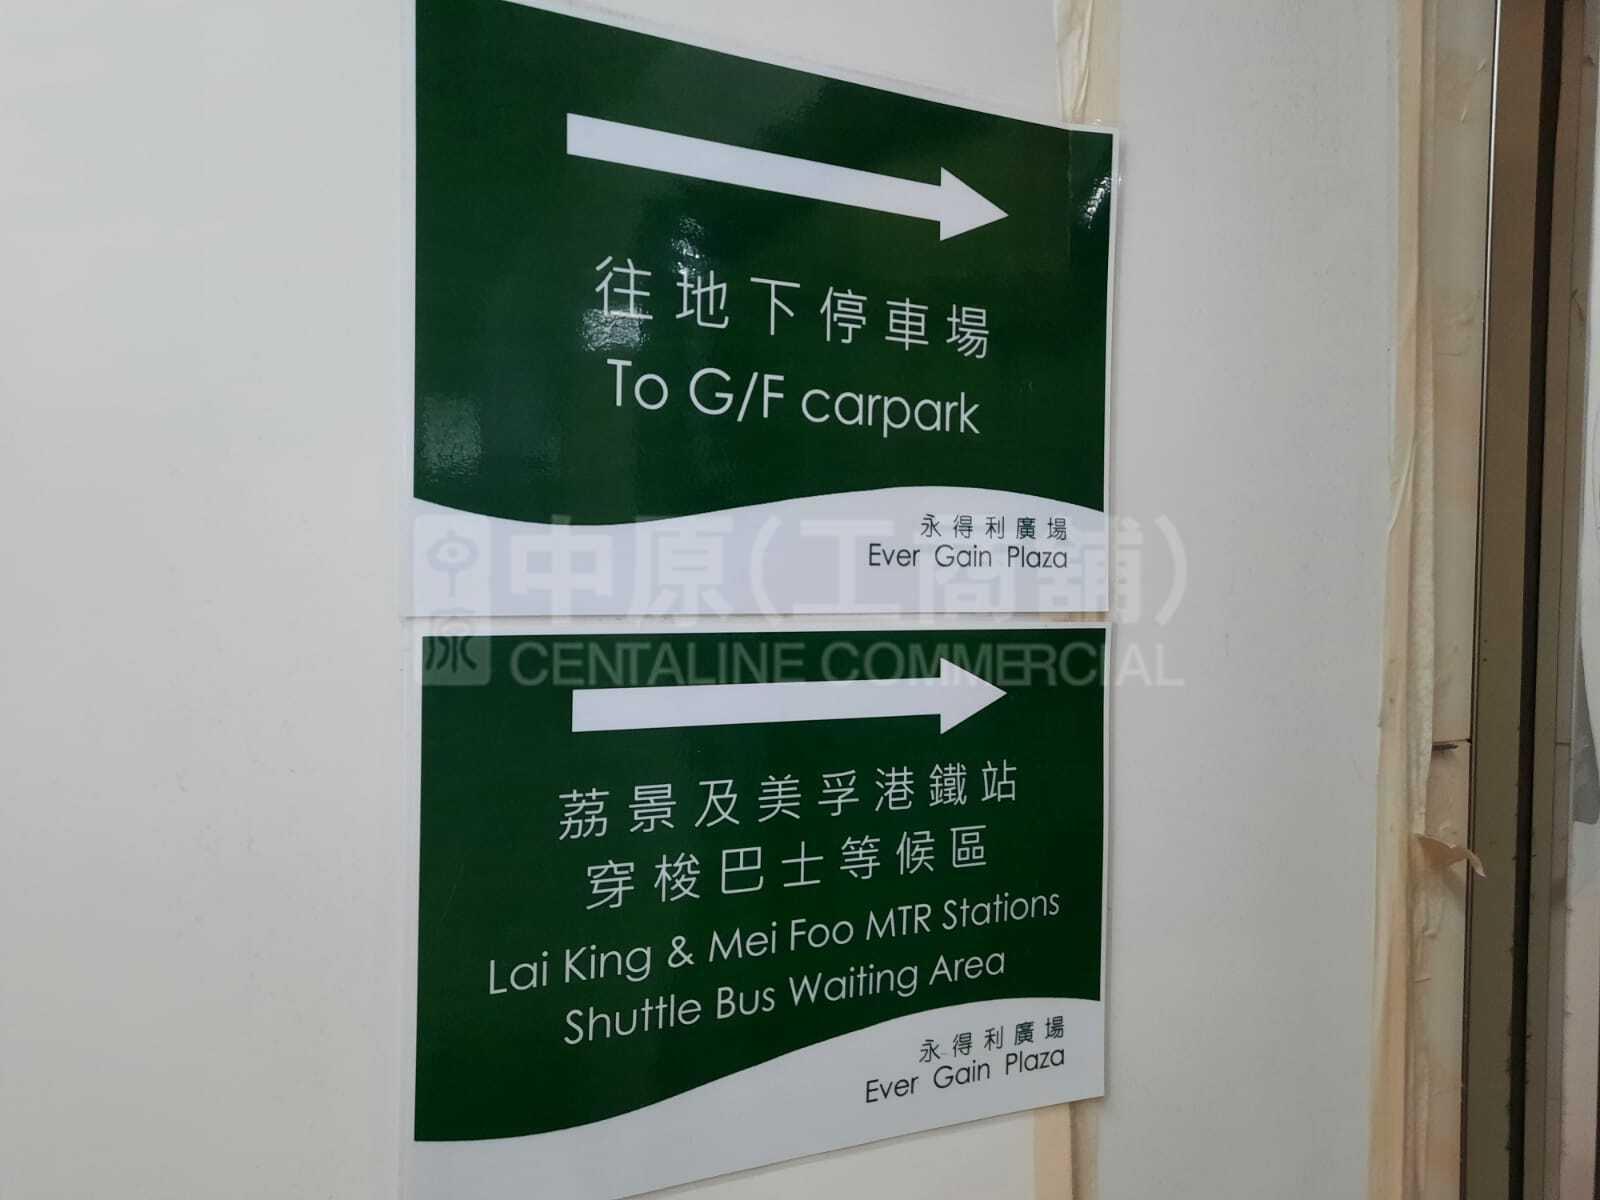 往地下停車場
To G/F carpark
永得利廣場
Ever Gain Plaza
中原(工商舖)
CENTALINE COMMERCIAL
荔景及美孚港鐵站
穿梭巴士等候區
Lai King & Mei Foo MTR Stations
Shuttle Bus Waiting Area
永得利廣場
Ever Gain Plaza